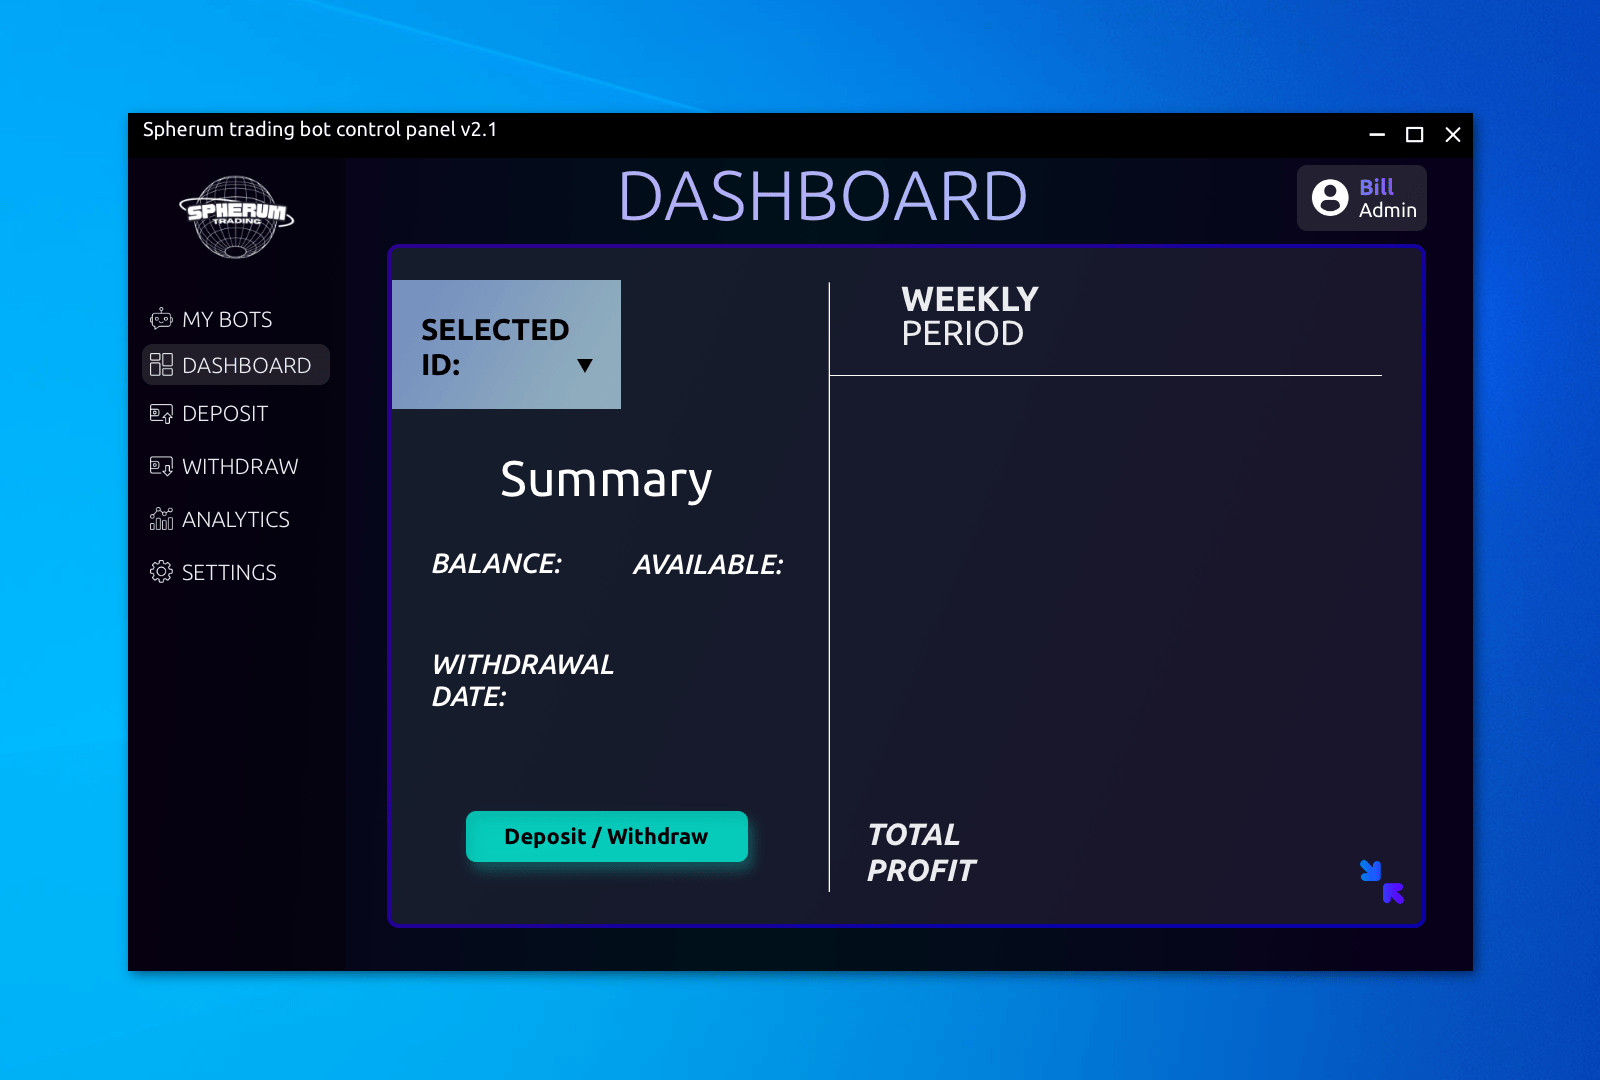 Spherum trading bot control panel v2.1
SPHERUM
TRADING
DASHBOARD
Bill
Admin
MY BOTS
DASHBOARD
DEPOSIT
WITHDRAW
ANALYTICS
SETTINGS
SELECTED
ID:
Summary
BALANCE:
AVAILABLE:
WITHDRAWAL
DATE:
Deposit / Withdraw
WEEKLY
PERIOD
TOTAL
PROFIT